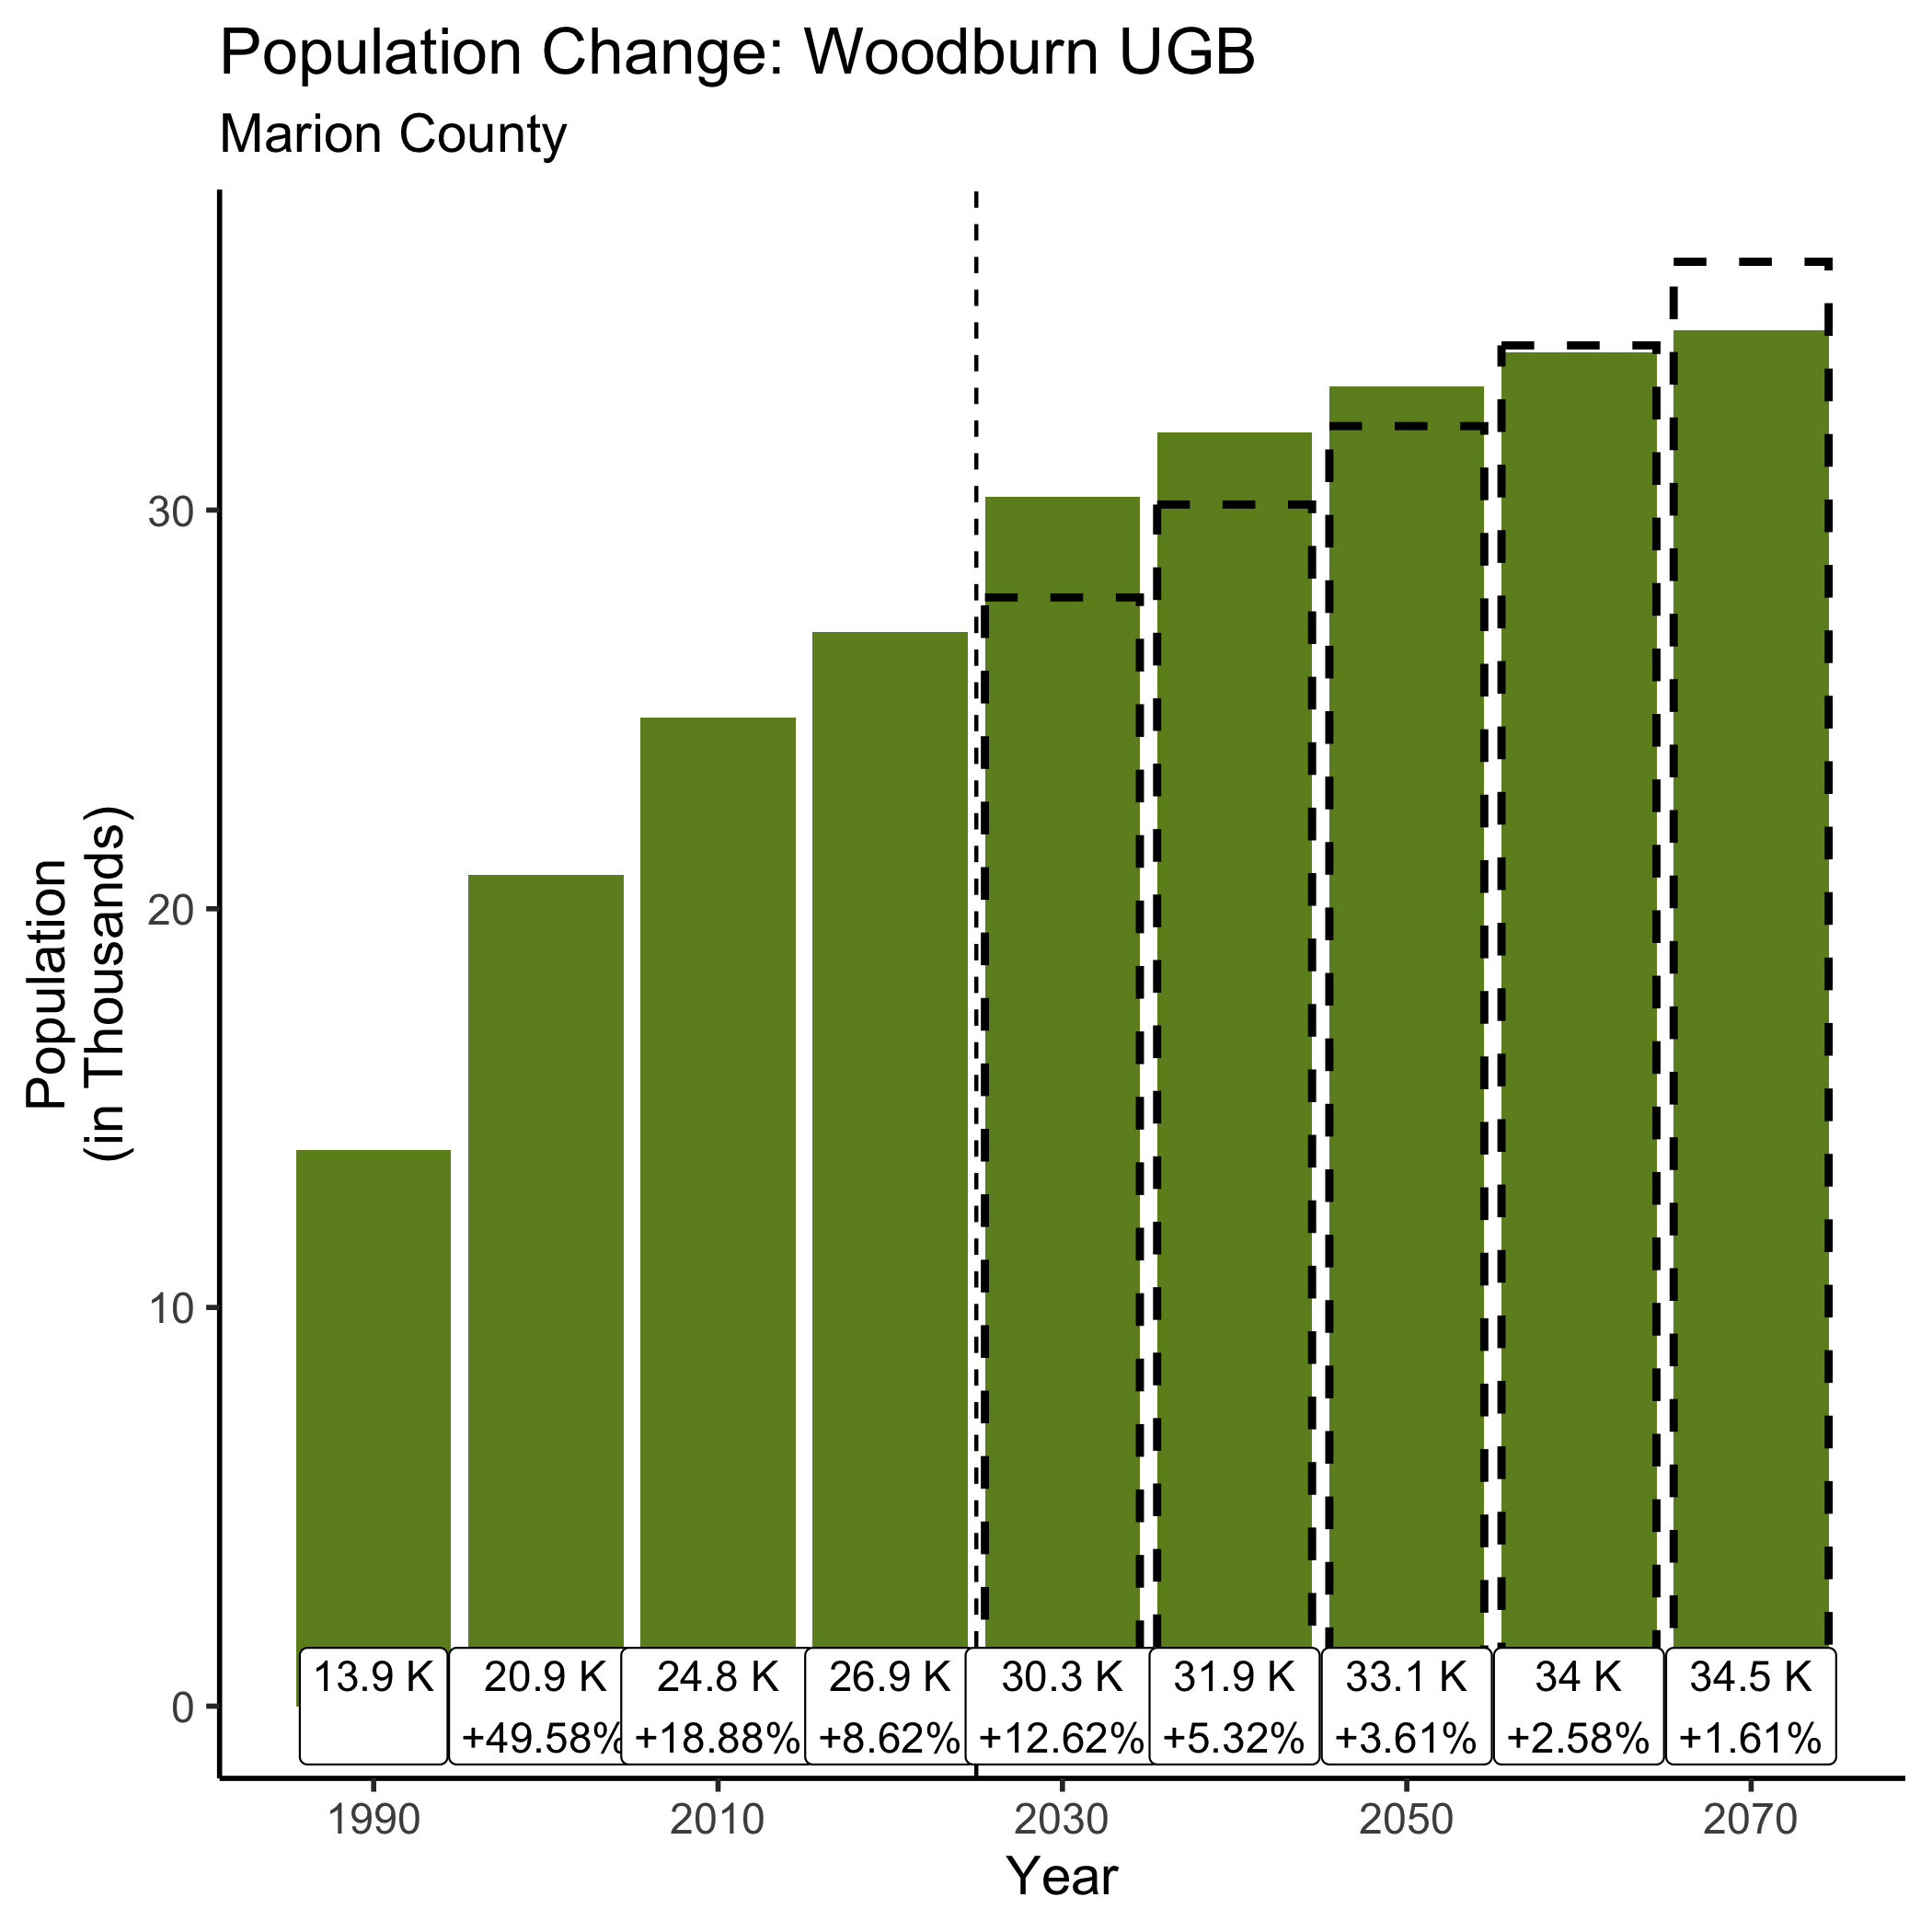 Population Change: Woodburn UGB
Marion County
Population
(in Thousands)
30
20
10
0
13.9 K
20.9 K
+49.58%
24.8 K
+18.88%
26.9 K
+8.62%
30.3 K
+12.62%
31.9 K
+5.32%
33.1 K
+3.61%
34 K
+2.58%
34.5 K
+1.61%
1990
2010
2030
2050
2070
Year